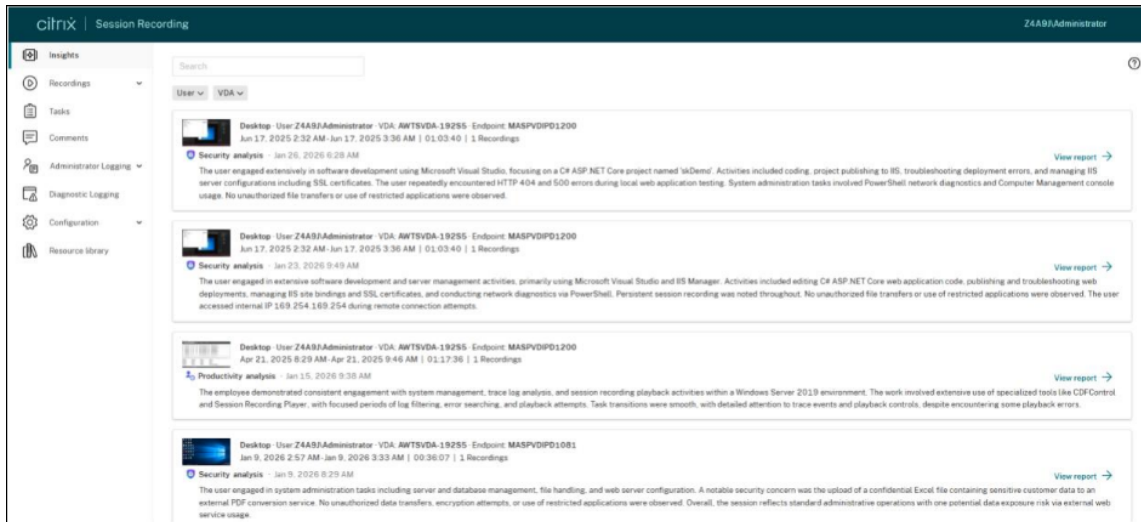 citrix | Session Recording
Z4A9J\Administrator
Insights
Recordings
Tasks
Comments
Administrator Logging
Diagnostic Logging
Configuration
Resource library
Search
User
VDA
Desktop · User: Z4A9J\Administrator · VDA: AWTSVDA-19255 · Endpoint: MASPVDIPD1200
Jun 17, 2025 2:32 AM-Jun 17, 2025 3:36 AM | 01:03:40 | 1 Recordings
Security analysis · Jan 26, 2026 6:28 AM
View report →
The user engaged extensively in software development using Microsoft Visual Studio, focusing on a C# ASP.NET Core project named 'skDemo'. Activities included coding, project publishing to IIS, troubleshooting deployment errors, and managing IIS
server configurations including SSL certificates. The user repeatedly encountered HTTP 404 and 500 errors during local web application testing. System administration tasks involved PowerShell network diagnostics and Computer Management console
usage. No unauthorized file transfers or use of restricted applications were observed.
Desktop · User: Z4A9J\Administrator · VDA: AWTSVDA-19255 · Endpoint: MASPVDIPD1200
Jun 17, 2025 2:32 AM-Jun 17, 2025 3:36 AM | 01:03:40 | 1 Recordings
Security analysis · Jan 23, 2026 9:49 AM
View report →
The user engaged in extensive software development and server management activities, primarily using Microsoft Visual Studio and IIS Manager. Activities included editing C# ASP.NET Core web application code, publishing and troubleshooting web
deployments, managing IIS site bindings and SSL certificates, and conducting network diagnostics via PowerShell. Persistent session recording was noted throughout. No unauthorized file transfers or use of restricted applications were observed. The user
accessed internal IP 169.254.169.254 during remote connection attempts.
Desktop · User: Z4A9J\Administrator · VDA: AWTSVDA-19255 · Endpoint: MASPVDIPD1200
Apr 21, 2025 8:29 AM-Apr 21, 2025 9:46 AM | 01:17:36 | 1 Recordings
Productivity analysis · Jan 15, 2026 9:38 AM
View report →
The employee demonstrated consistent engagement with system management, trace log analysis, and session recording playback activities within a Windows Server 2019 environment. The work involved extensive use of specialized tools like CDFControl
and Session Recording Player, with focused periods of log filtering, error searching, and playback attempts. Task transitions were smooth, with detailed attention to trace events and playback controls, despite encountering some playback errors.
Desktop · User: Z4A9J\Administrator · VDA: AWTSVDA-19255 · Endpoint: MASPVDIPD1081
Jan 9, 2026 2:57 AM-Jan 9, 2026 3:33 AM | 00:36:07 | 1 Recordings
Security analysis · Jan 9, 2026 8:29 AM
View report →
The user engaged in system administration tasks including server and database management, file handling, and web server configuration. A notable security concern was the upload of a confidential Excel file containing sensitive customer data to an
external PDF conversion service. No unauthorized data transfers, encryption attempts, or use of restricted applications were observed. Overall, the session reflects standard administrative operations with one potential data exposure risk via external web
service usage.